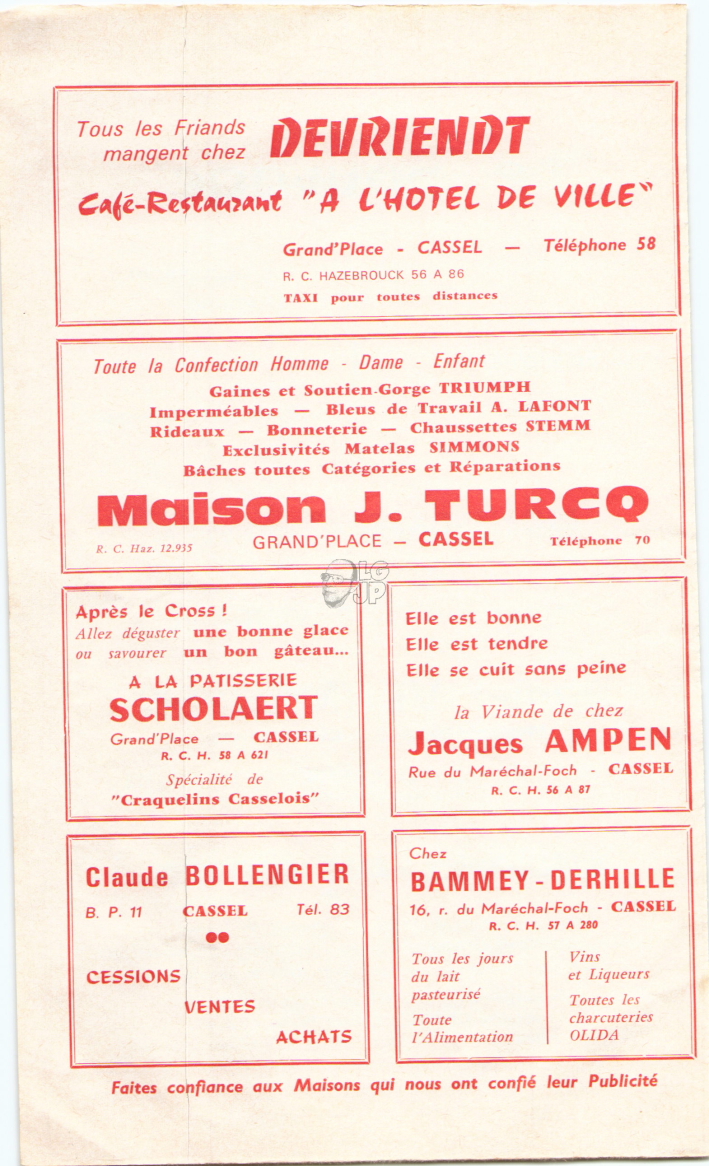 Tous les Friands
mangent chez
DEVRIENDT
Café-Restaurant "A L'HOTEL DE VILLE"
Grand'Place - CASSEL — Téléphone 58
R. C. HAZEBROUCK 56 A 86
TAXI pour toutes distances
Toute la Confection Homme - Dame - Enfant
Gaines et Soutien-Gorge TRIUMPH
Imperméables — Bleus de Travail A. LAFONT
Rideaux — Bonneterie — Chaussettes STEMM
Exclusivités Matelas SIMMONS
Bâches toutes Catégories et Réparations
Maison J. TURCQ
R. C. Haz. 12.935 GRAND'PLACE — CASSEL Téléphone 70
LG
JP
Après le Cross !
Allez déguster une bonne glace
ou savourer un bon gâteau...
A LA PATISSERIE
SCHOLAERT
Grand'Place — CASSEL
R. C. H. 58 A 621
Spécialité de
"Craquelins Casselois"
Elle est bonne
Elle est tendre
Elle se cuit sans peine
la Viande de chez
Jacques AMPEN
Rue du Maréchal-Foch - CASSEL
R. C. H. 56 A 87
Claude BOLLENGIER
B. P. 11 CASSEL Tél. 83
CESSIONS
VENTES
ACHATS
Chez
BAMMEY-DERHILLE
16, r. du Maréchal-Foch - CASSEL
R. C. H. 57 A 280
Tous les jours
du lait
pasteurisé
Toute
l'Alimentation
Vins
et Liqueurs
Toutes les
charcuteries
OLIDA
Faites confiance aux Maisons qui nous ont confié leur Publicité